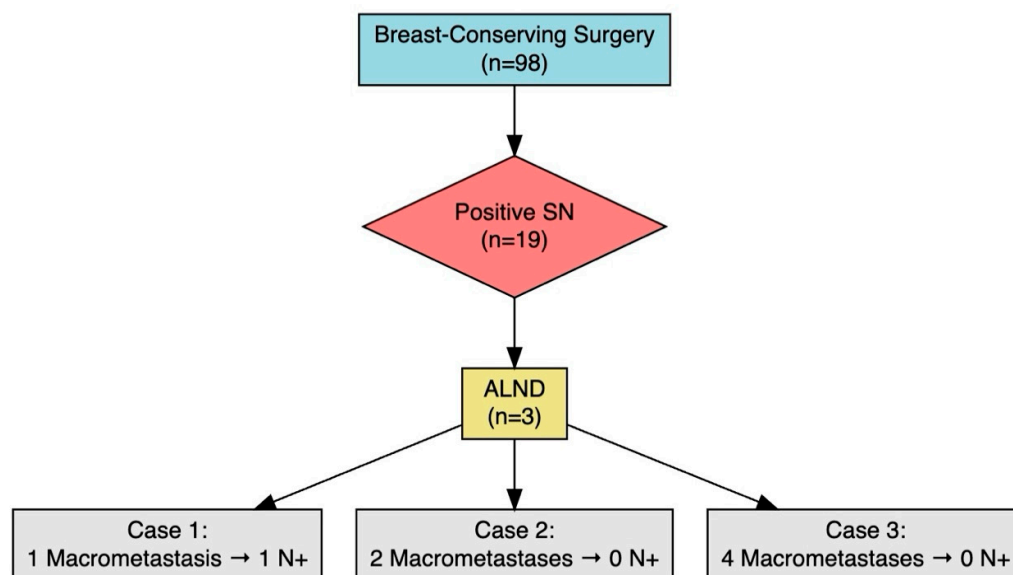 Breast-Conserving Surgery
(n=98)
Positive SN
(n=19)
ALND
(n=3)
Case 1:
1 Macrometastasis → 1 N+
Case 2:
2 Macrometastases → 0 N+
Case 3:
4 Macrometastases → 0 N+